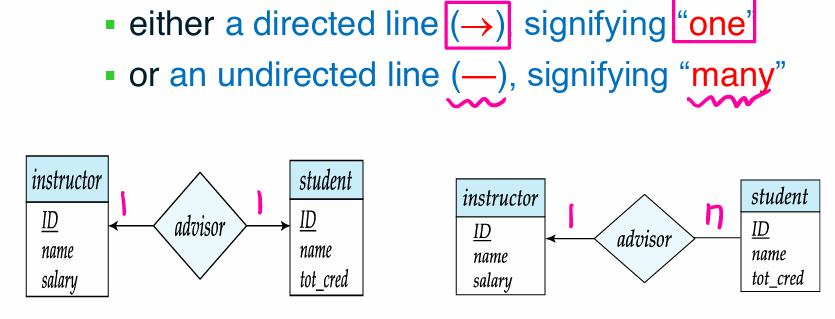 either a directed line (→), signifying “one”
or an undirected line (—), signifying “many”
instructor
ID
name
salary
1
advisor
1
student
ID
name
tot_cred
instructor
ID
name
salary
1
advisor
n
student
ID
name
tot_cred